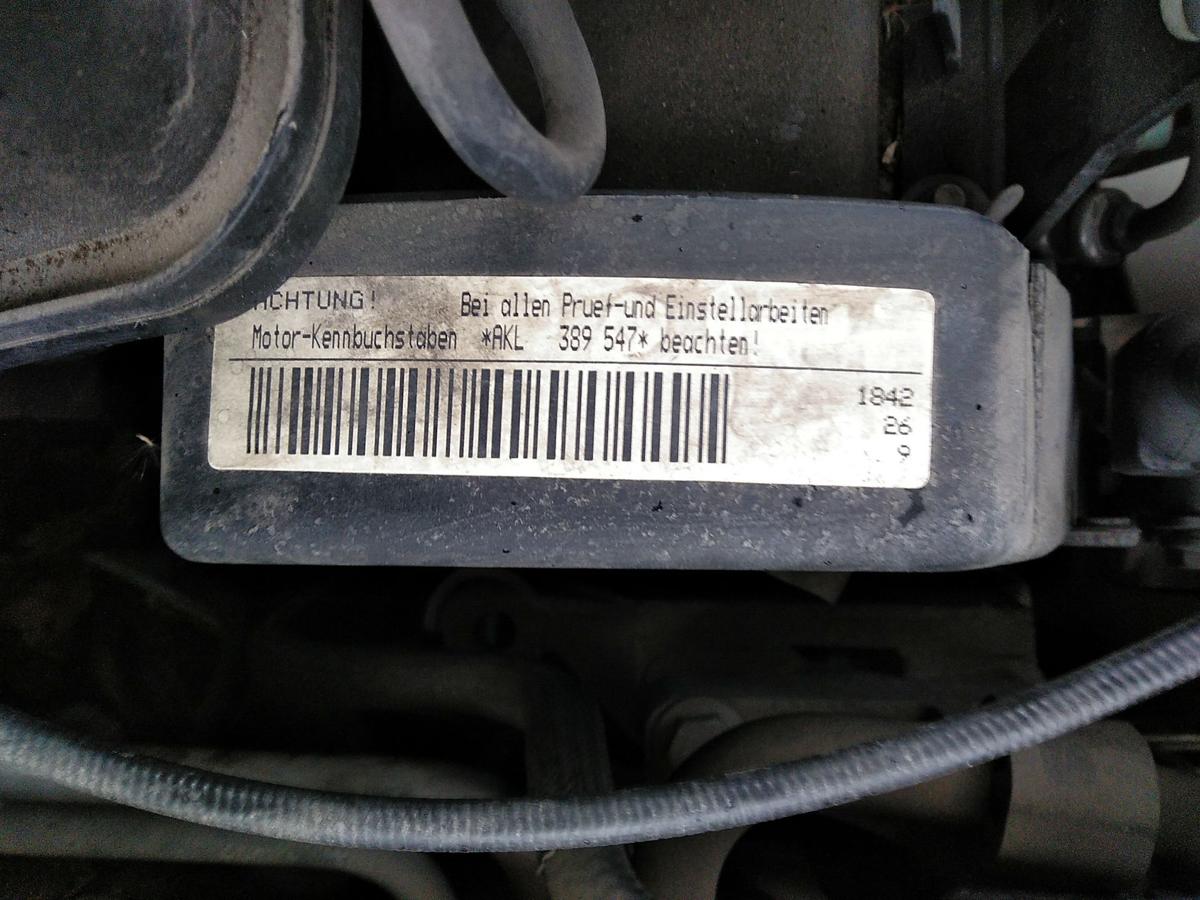 ACHTUNG! Bei allen Pruef-und Einstellarbeiten
Motor-Kennbuchstaben *AKL 389 547* beachten!
1842
26
9